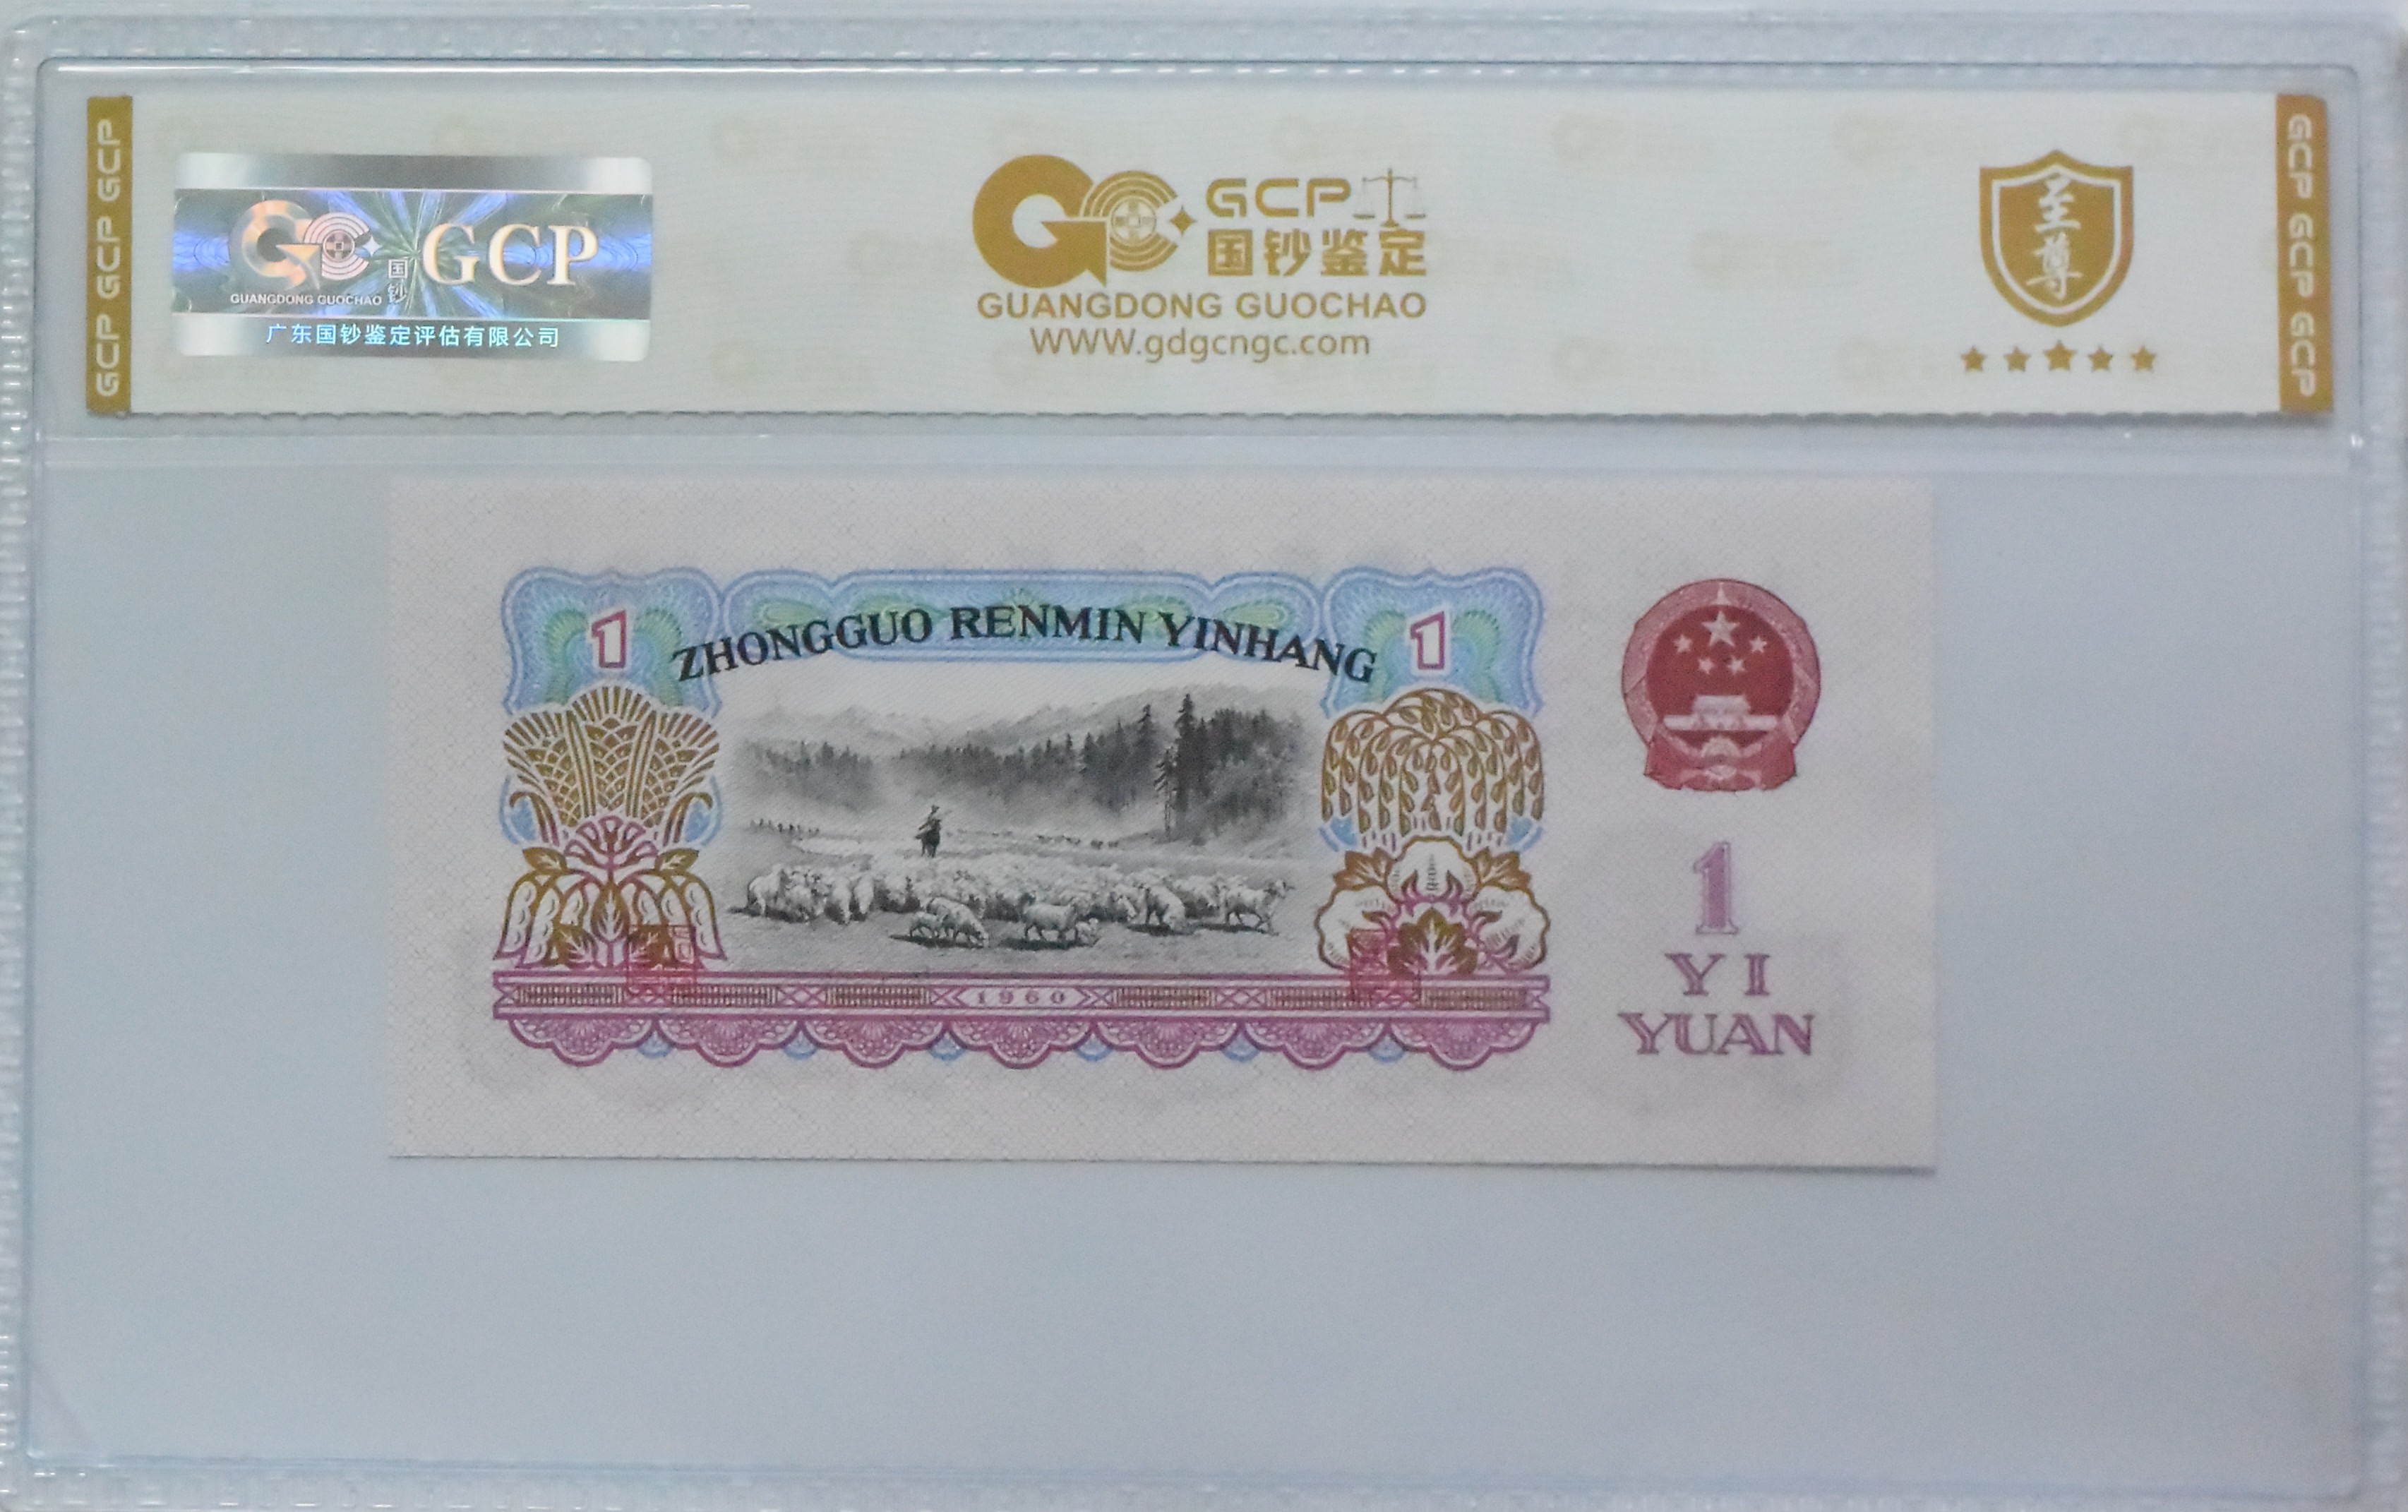 GCP GCP GCP
国钞
GCP
GUANGDONG GUOCHAO
广东国钞鉴定评估有限公司
GCP
国钞鉴定
GUANGDONG GUOCHAO
WWW.gdgcngc.com
至尊
GCP GCP GCP
1
ZHONGGUO RENMIN YINHANG
1
1960
1
YI
YUAN